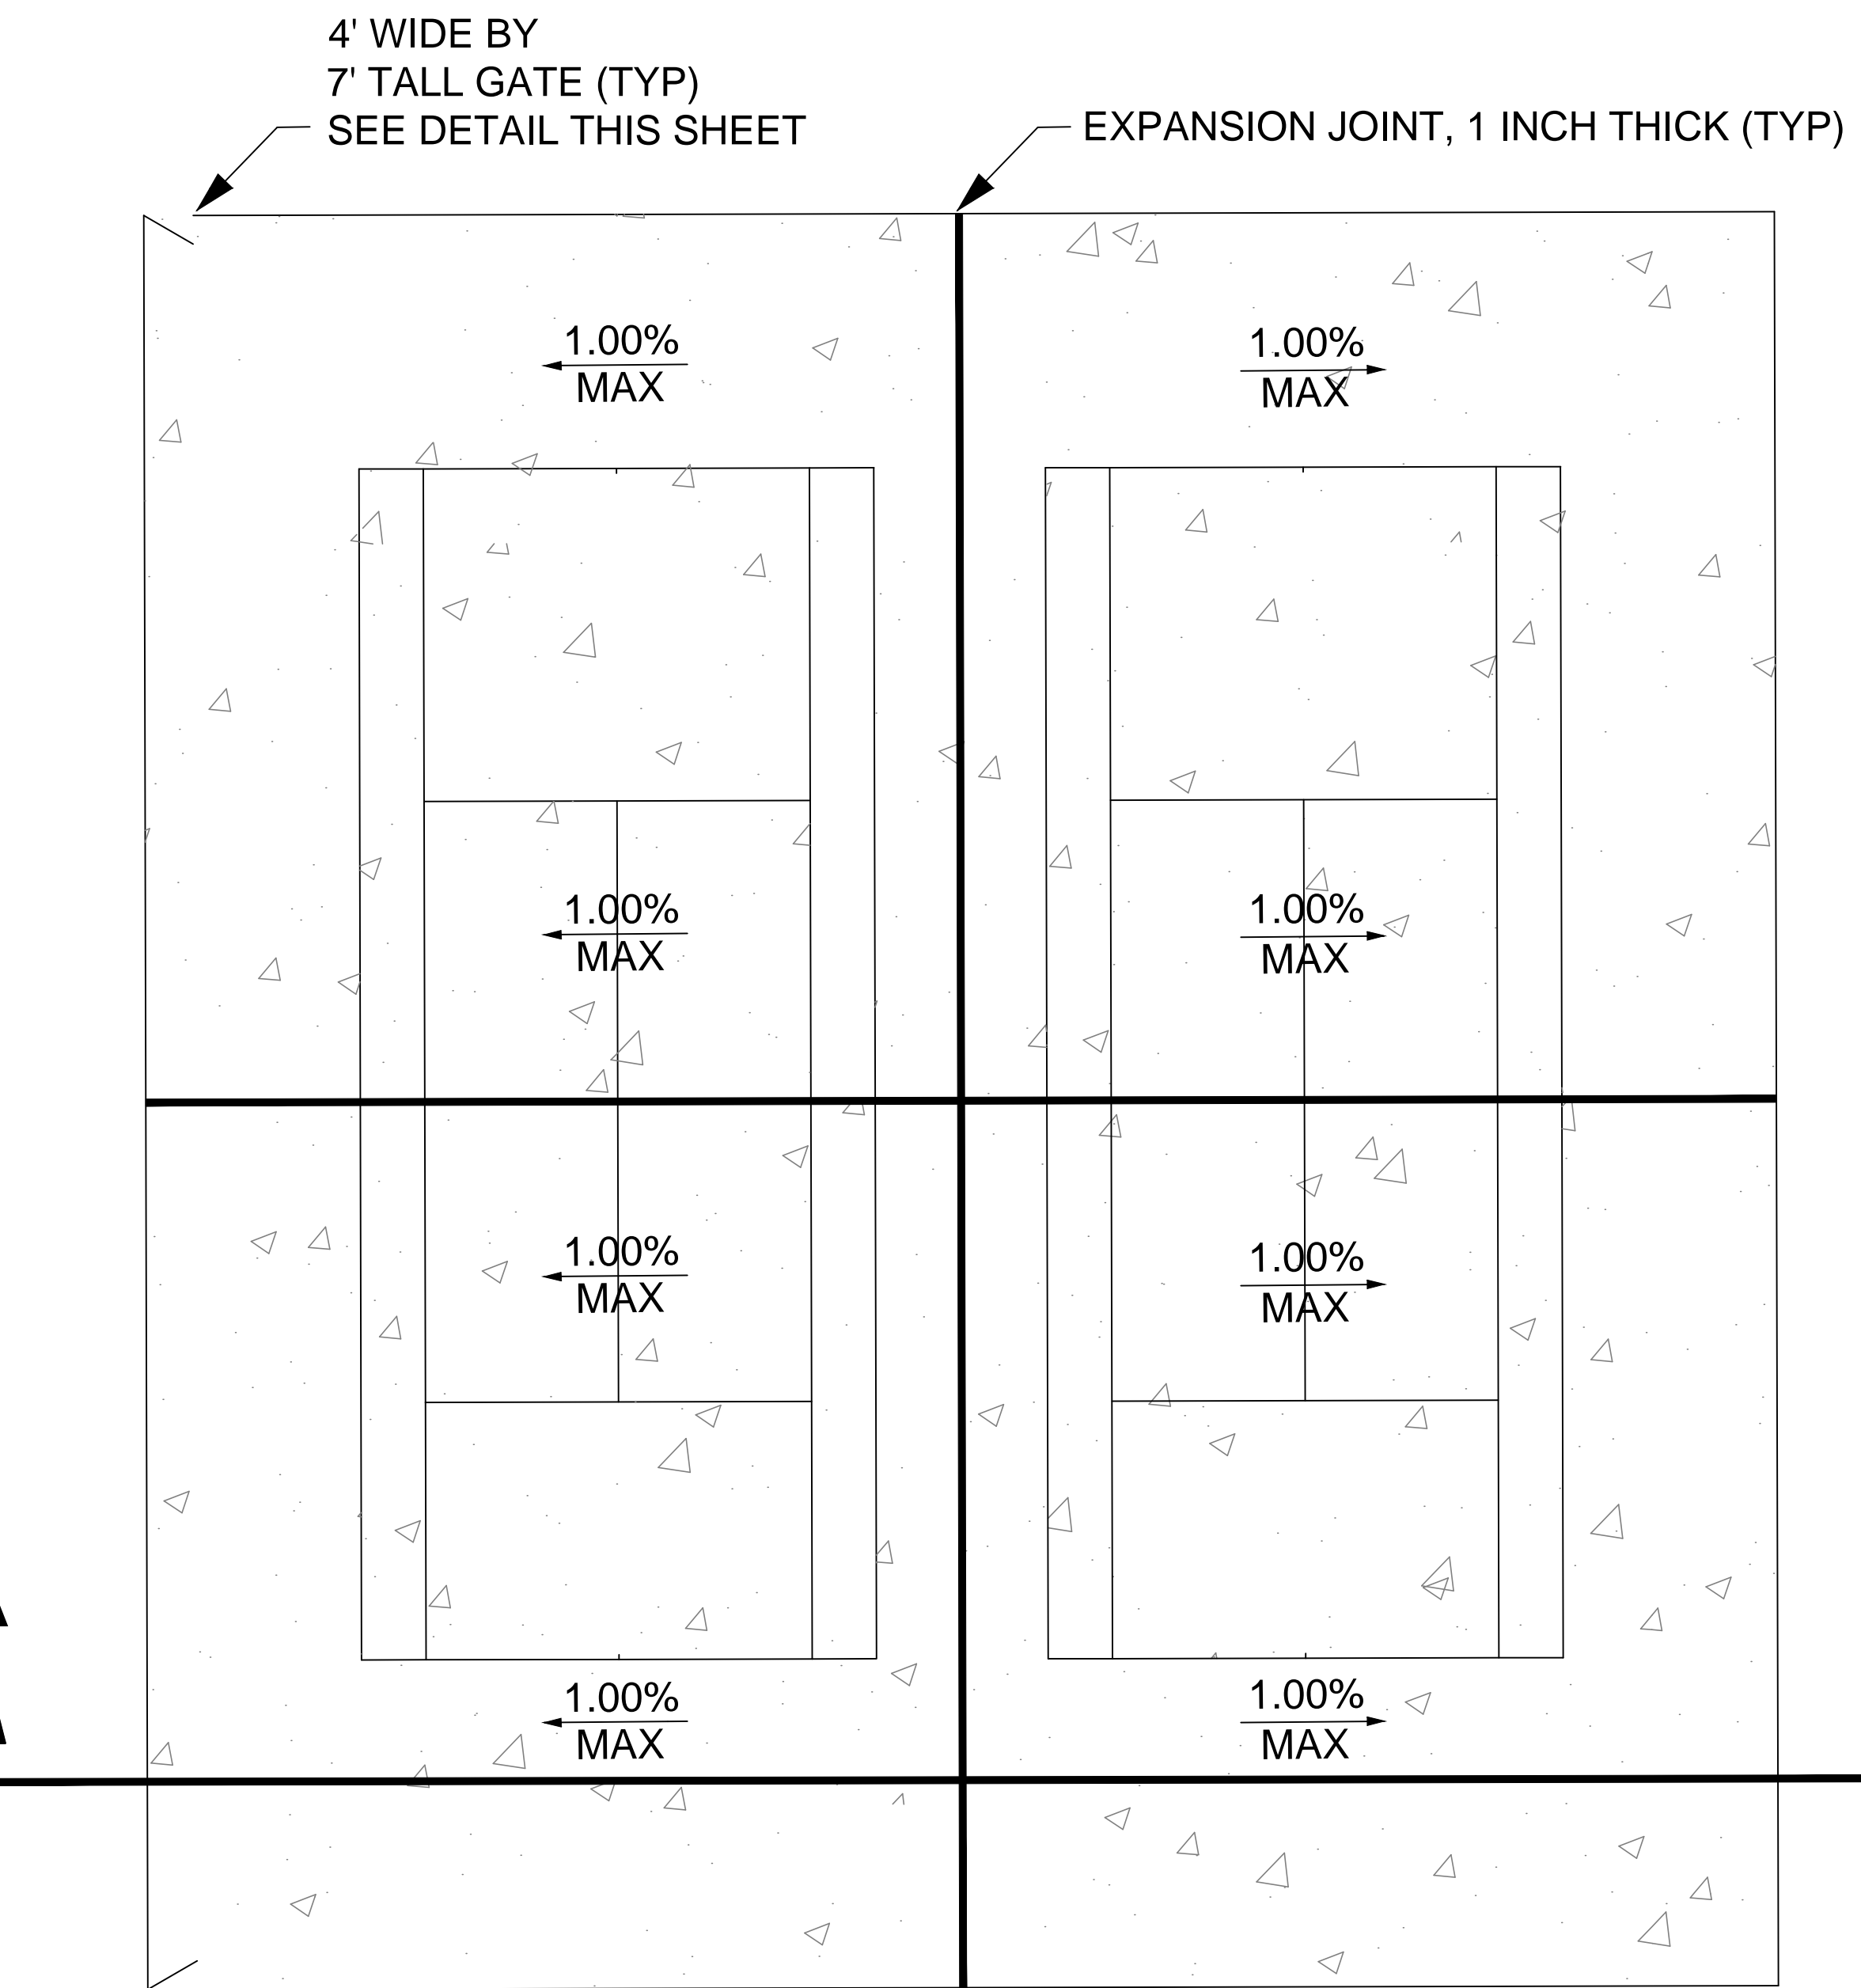 4' WIDE BY
7' TALL GATE (TYP)
SEE DETAIL THIS SHEET
EXPANSION JOINT, 1 INCH THICK (TYP)
1.00%
MAX
1.00%
MAX
1.00%
MAX
1.00%
MAX
1.00%
MAX
1.00%
MAX
1.00%
MAX
1.00%
MAX